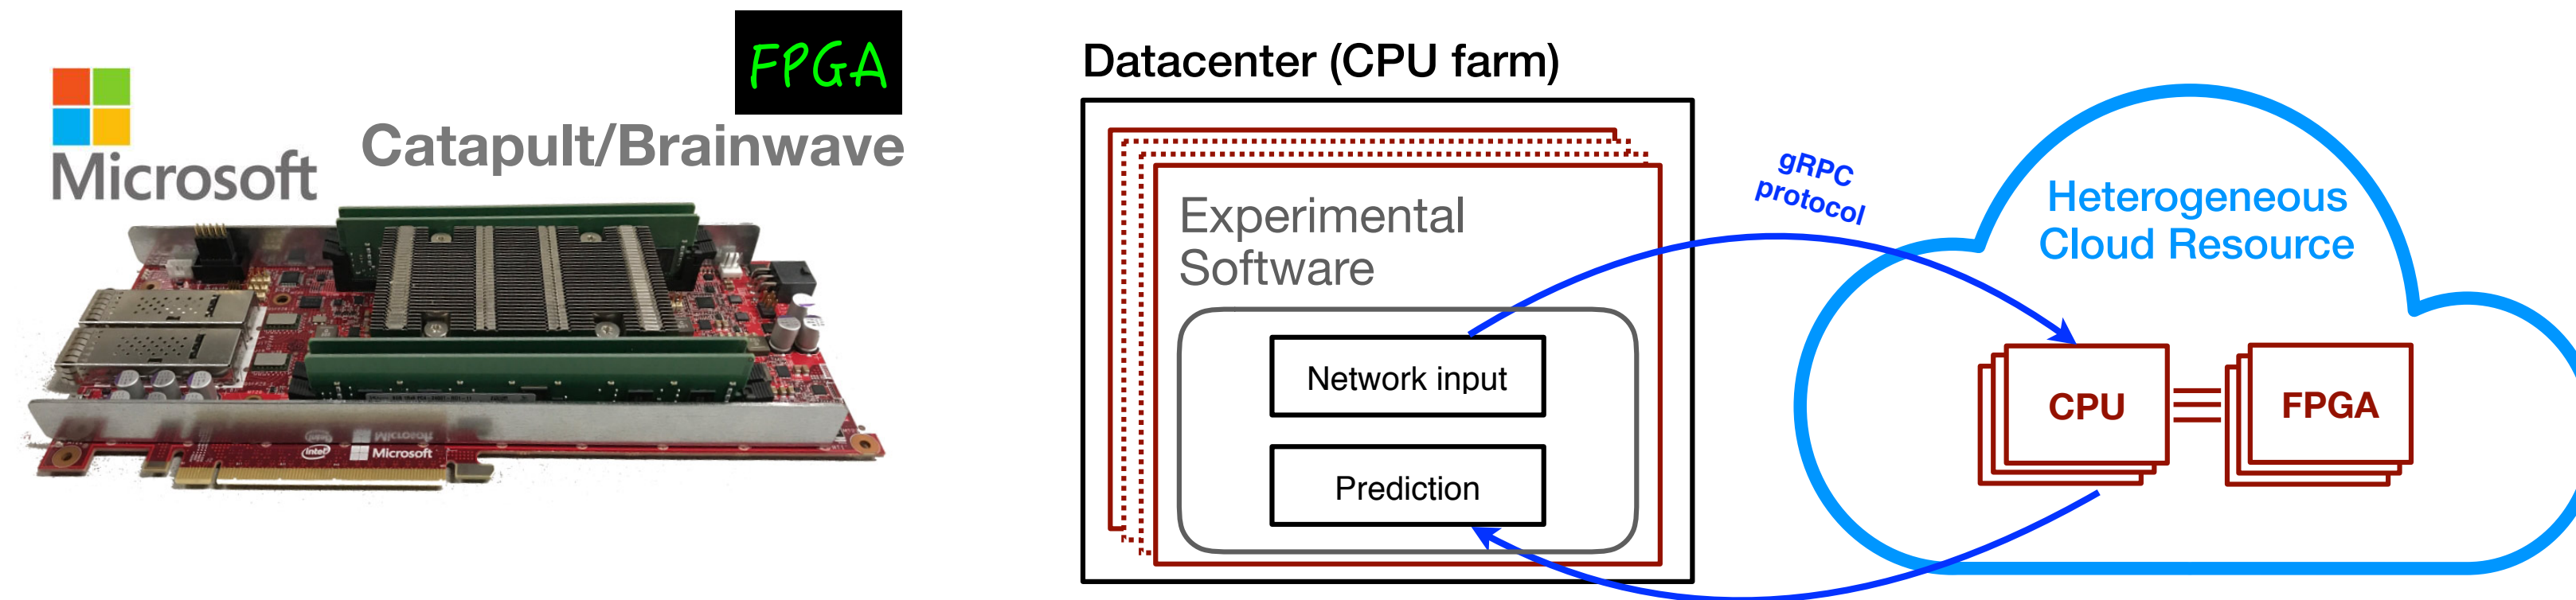 FPGA
Microsoft
Catapult/Brainwave
intel
Microsoft
Datacenter (CPU farm)
Experimental
Software
Network input
Prediction
gRPC
protocol
Heterogeneous
Cloud Resource
CPU
FPGA